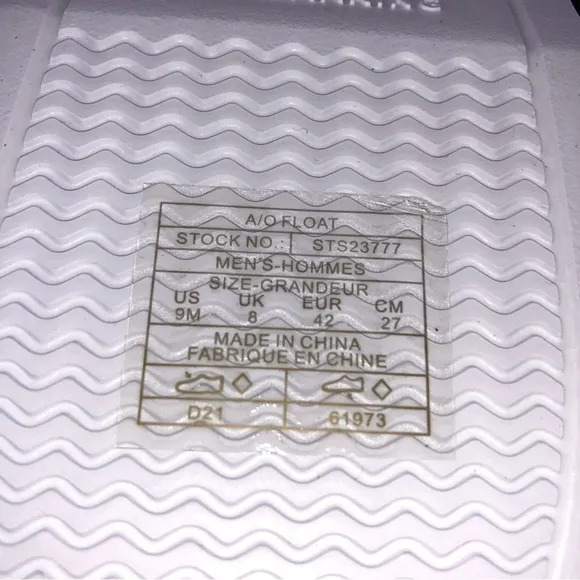 A/O FLOAT
STOCK NO.: STS23777
MEN'S-HOMMES
SIZE-GRANDEUR
US UK EUR CM
9M 8 42 27
MADE IN CHINA
FABRIQUE EN CHINE
D21 61973